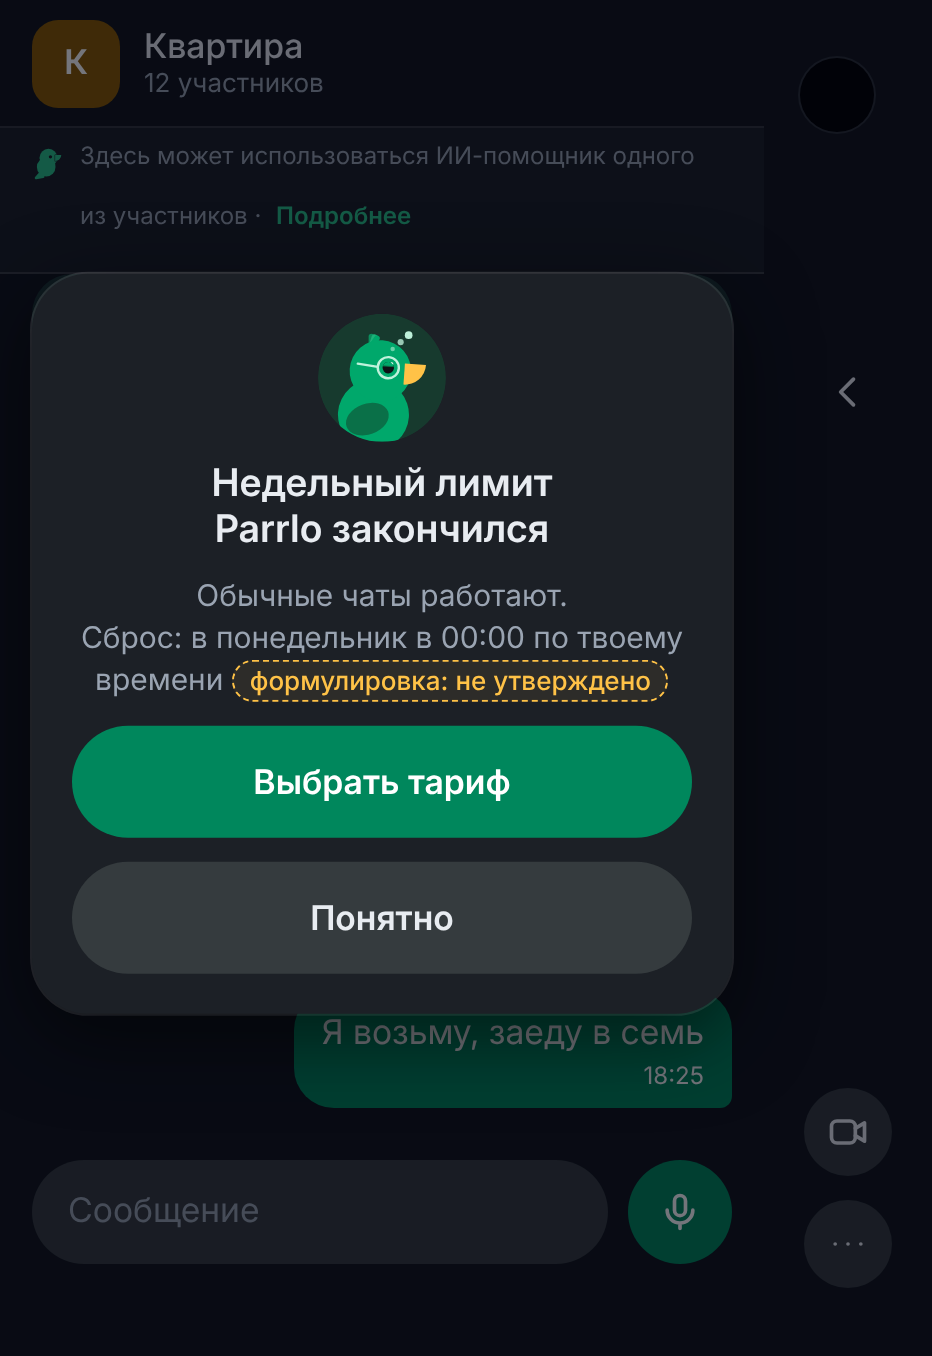 К
Квартира
12 участников
Здесь может использоваться ИИ-помощник одного
из участников · Подробнее
Недельный лимит
Parrlo закончился
Обычные чаты работают.
Сброс: в понедельник в 00:00 по твоему
времени формулировка: не утверждено
Выбрать тариф
Понятно
Я возьму, заеду в семь
18:25
Сообщение